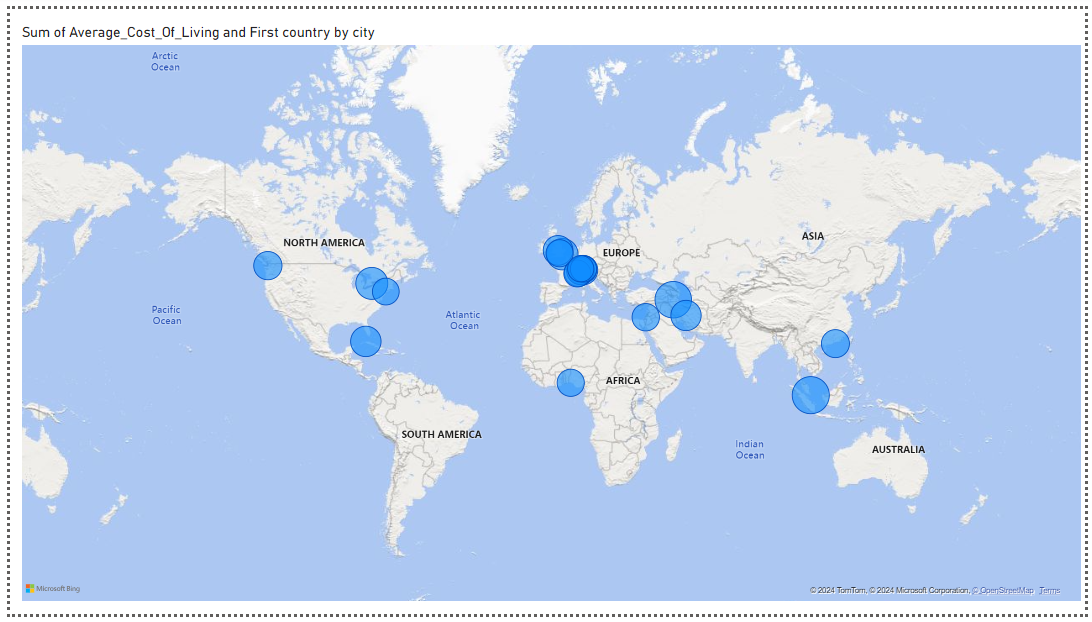 Sum of Average_Cost_Of_Living and First country by city
Arctic
Ocean
ASIA
NORTH AMERICA
EUROPE
Pacific
Ocean
Atlantic
Ocean
AFRICA
SOUTH AMERICA
Indian
Ocean
AUSTRALIA
Microsoft Bing
© 2024 TomTom, © 2024 Microsoft Corporation, © OpenStreetMap Terms